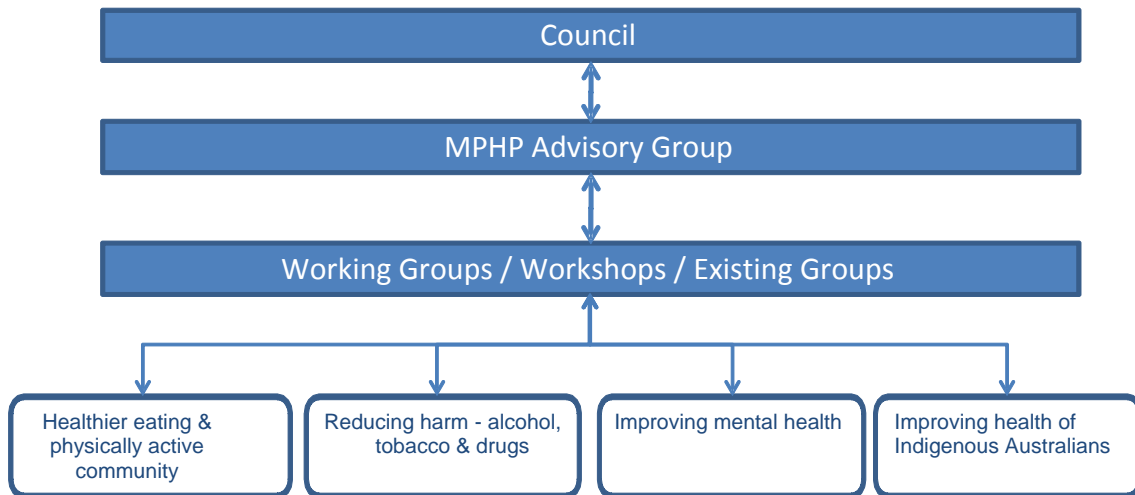 Council
MPHP Advisory Group
Working Groups / Workshops / Existing Groups
Healthier eating &
physically active
community
Reducing harm - alcohol,
tobacco & drugs
Improving mental health
Improving health of
Indigenous Australians